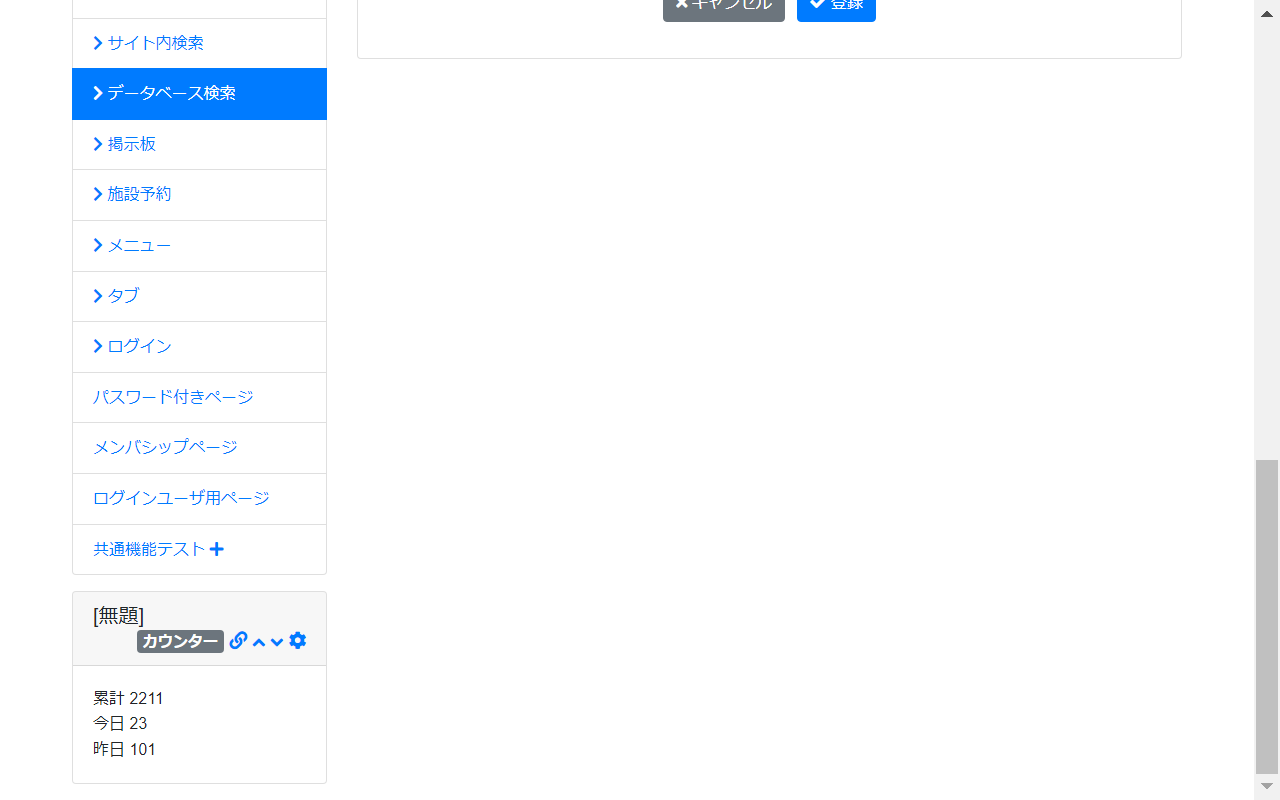 キャンセル
登録
サイト内検索
データベース検索
掲示板
施設予約
メニュー
タブ
ログイン
パスワード付きページ
メンバシップページ
ログインユーザ用ページ
共通機能テスト
[無題]
カウンター
累計 2211
今日 23
昨日 101